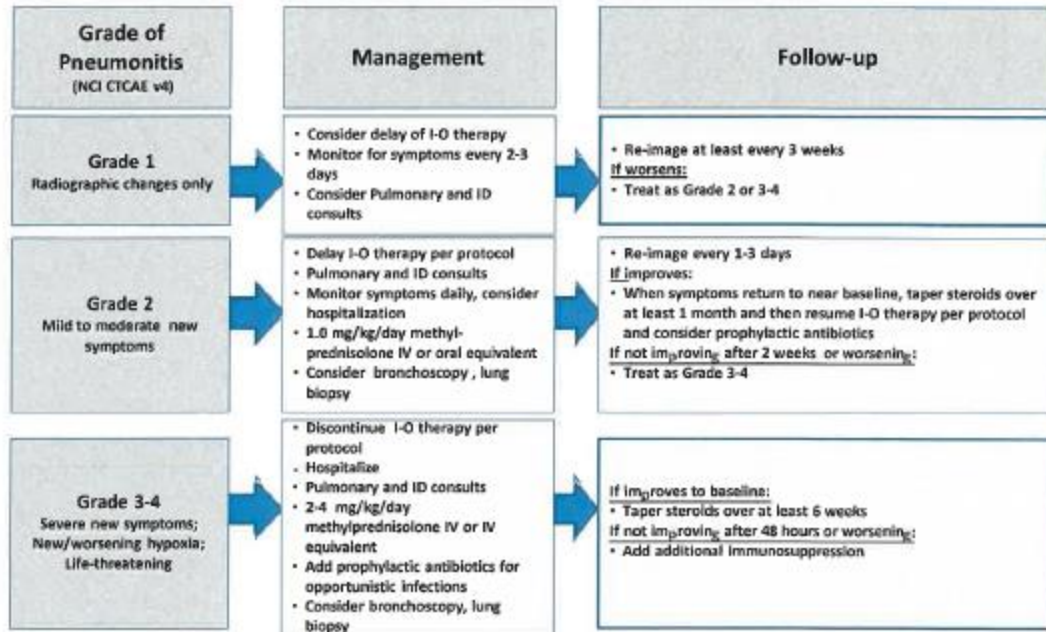 Grade of
Pneumonitis
(NCI CTCAE v4)
Management
Follow-up
Grade 1
Radiographic changes only
• Consider delay of I-O therapy
• Monitor for symptoms every 2-3
days
• Consider Pulmonary and ID
consults
• Re-image at least every 3 weeks
If worsens:
• Treat as Grade 2 or 3-4
Grade 2
Mild to moderate new
symptoms
• Delay I-O therapy per protocol
• Pulmonary and ID consults
• Monitor symptoms daily, consider
hospitalization
• 1.0 mg/kg/day methyl-
prednisolone IV or oral equivalent
• Consider bronchoscopy , lung
biopsy
• Re-image every 1-3 days
If improves:
• When symptoms return to near baseline, taper steroids over
at least 1 month and then resume I-O therapy per protocol
and consider prophylactic antibiotics
If not improving after 2 weeks or worsening:
• Treat as Grade 3-4
Grade 3-4
Severe new symptoms;
New/worsening hypoxia;
Life-threatening
• Discontinue I-O therapy per
protocol
• Hospitalize
• Pulmonary and ID consults
• 2-4 mg/kg/day
methylprednisolone IV or IV
equivalent
• Add prophylactic antibiotics for
opportunistic infections
• Consider bronchoscopy, lung
biopsy
If improves to baseline:
• Taper steroids over at least 6 weeks
If not improving after 48 hours or worsening:
• Add additional immunosuppression